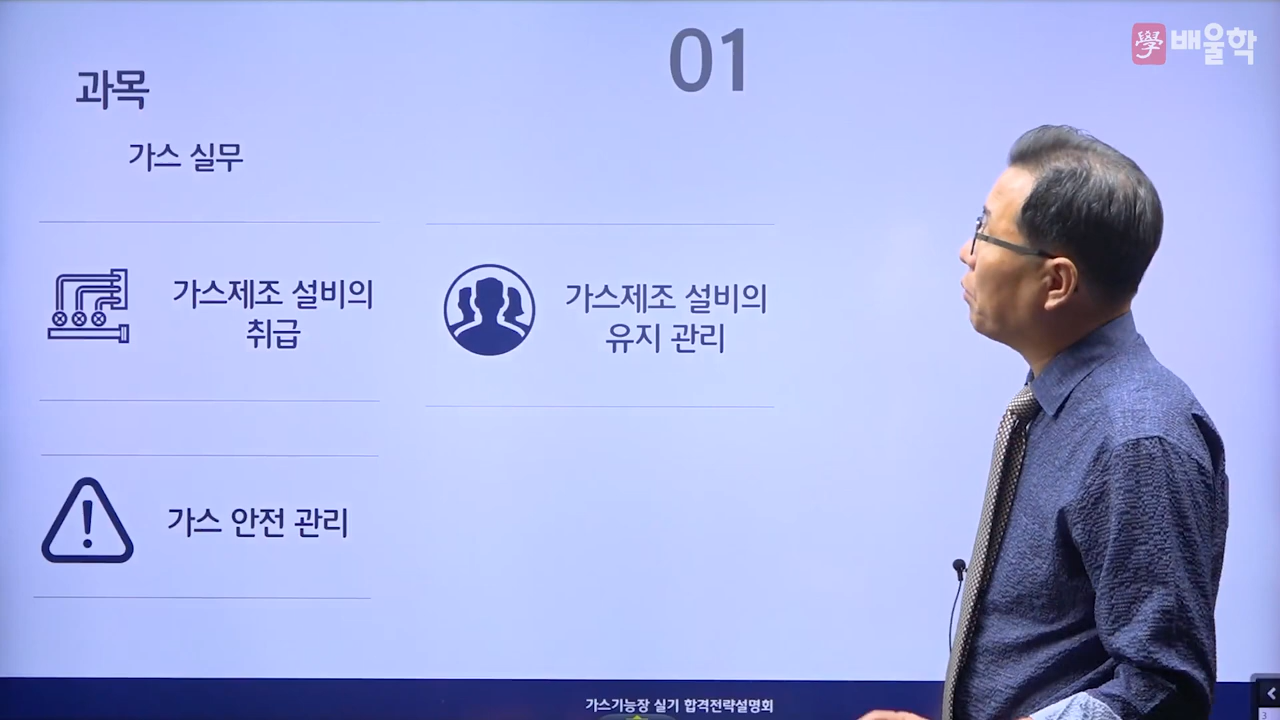 01
學 배울학
과목
가스 실무
가스제조 설비의
취급
가스제조 설비의
유지 관리
가스 안전 관리
가스기능장 실기 합격전략설명회